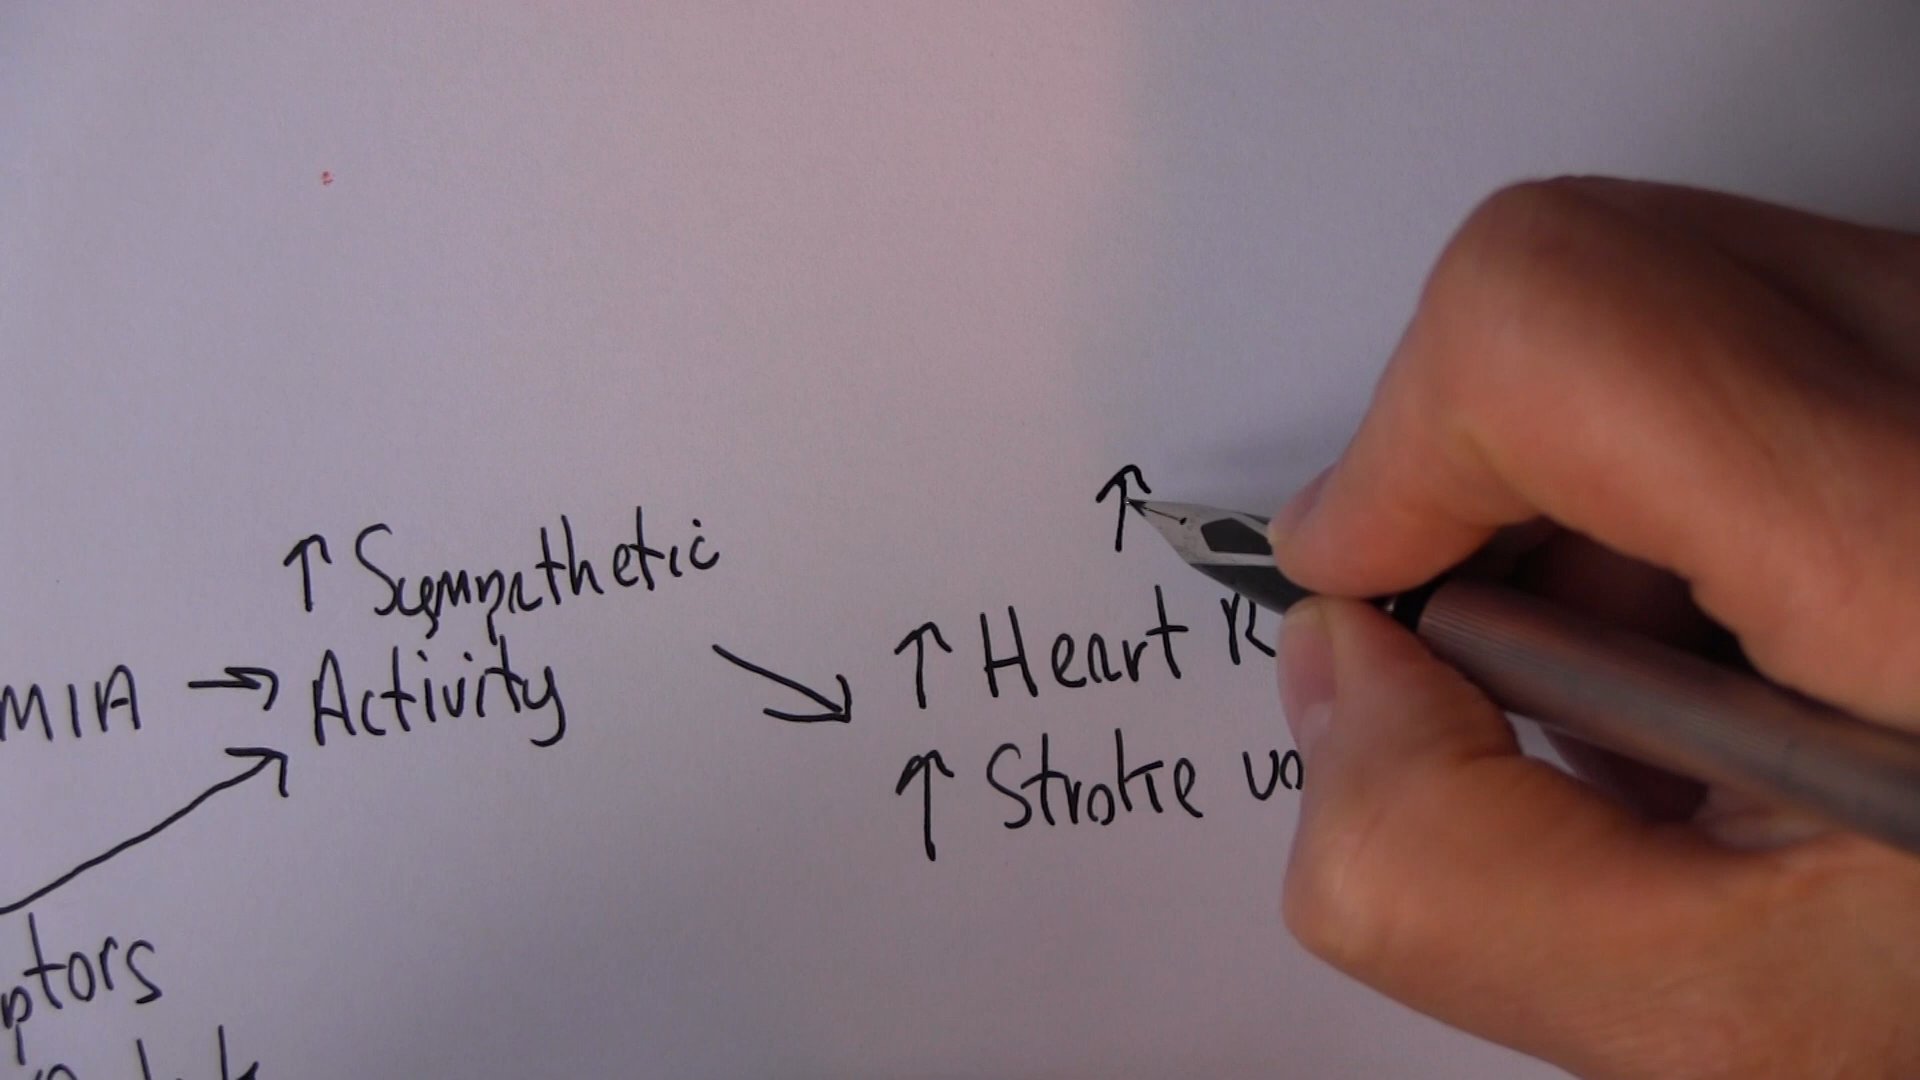 ↑
↑ Sympathetic
MIA → Activity
↑ Heart R
↑ Stroke vo
ptors